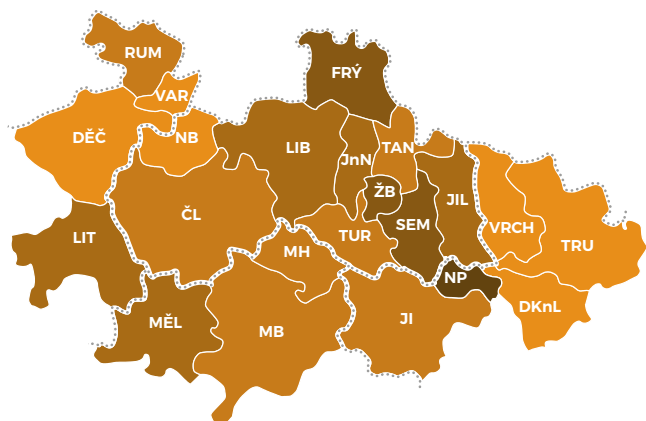 RUM
FRÝ
VAR
DĚČ
NB
LIB
JnN
TAN
ŽB
JIL
ČL
SEM
VRCH
LIT
TUR
TRU
MH
NP
DKnL
MĚL
MB
JI